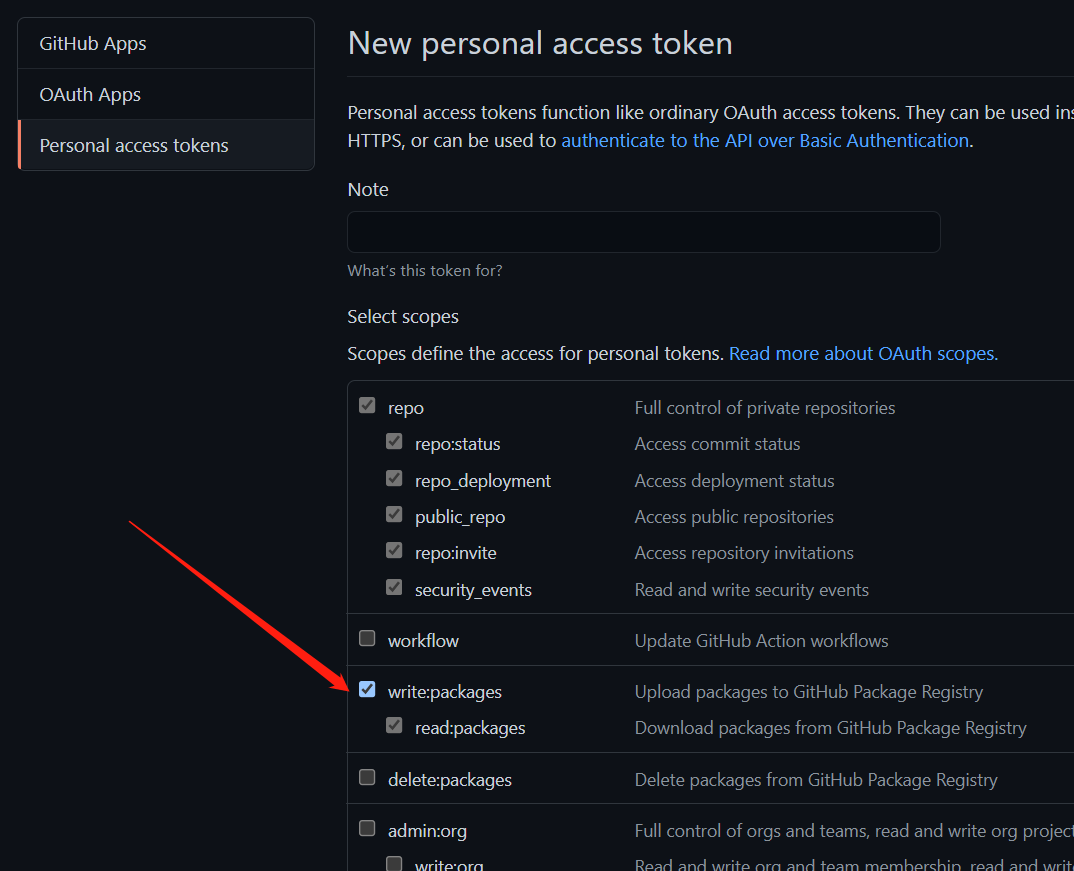 GitHub Apps
OAuth Apps
Personal access tokens
New personal access token
Personal access tokens function like ordinary OAuth access tokens. They can be used
HTTPS, or can be used to authenticate to the API over Basic Authentication.
Note
What's this token for?
Select scopes
Scopes define the access for personal tokens. Read more about OAuth scopes.
repo Full control of private repositories
repo:status Access commit status
repo_deployment Access deployment status
public_repo Access public repositories
repo:invite Access repository invitations
security_events Read and write security events
workflow Update GitHub Action workflows
write:packages Upload packages to GitHub Package Registry
read:packages Download packages from GitHub Package Registry
delete:packages Delete packages from GitHub Package Registry
admin:org Full control of orgs and teams, read and write org
write:org Read and write org and team membership, read and